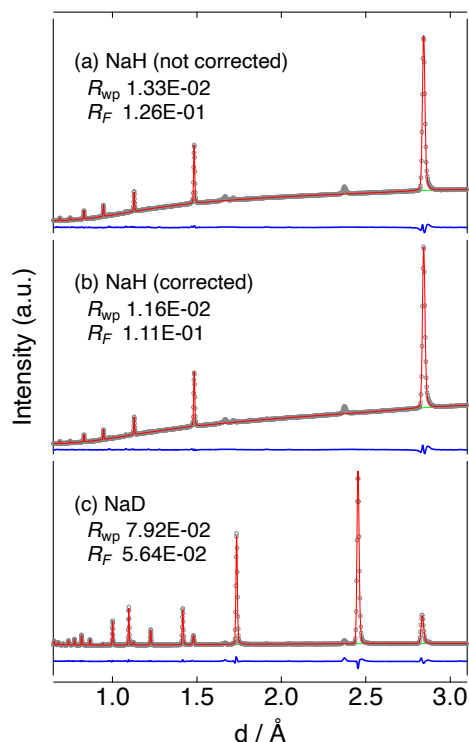 (a) NaH (not corrected)
Rwp 1.33E-02
RF 1.26E-01
(b) NaH (corrected)
Rwp 1.16E-02
RF 1.11E-01
(c) NaD
Rwp 7.92E-02
RF 5.64E-02
Intensity (a.u.)
1.0 1.5 2.0 2.5 3.0
d / Å